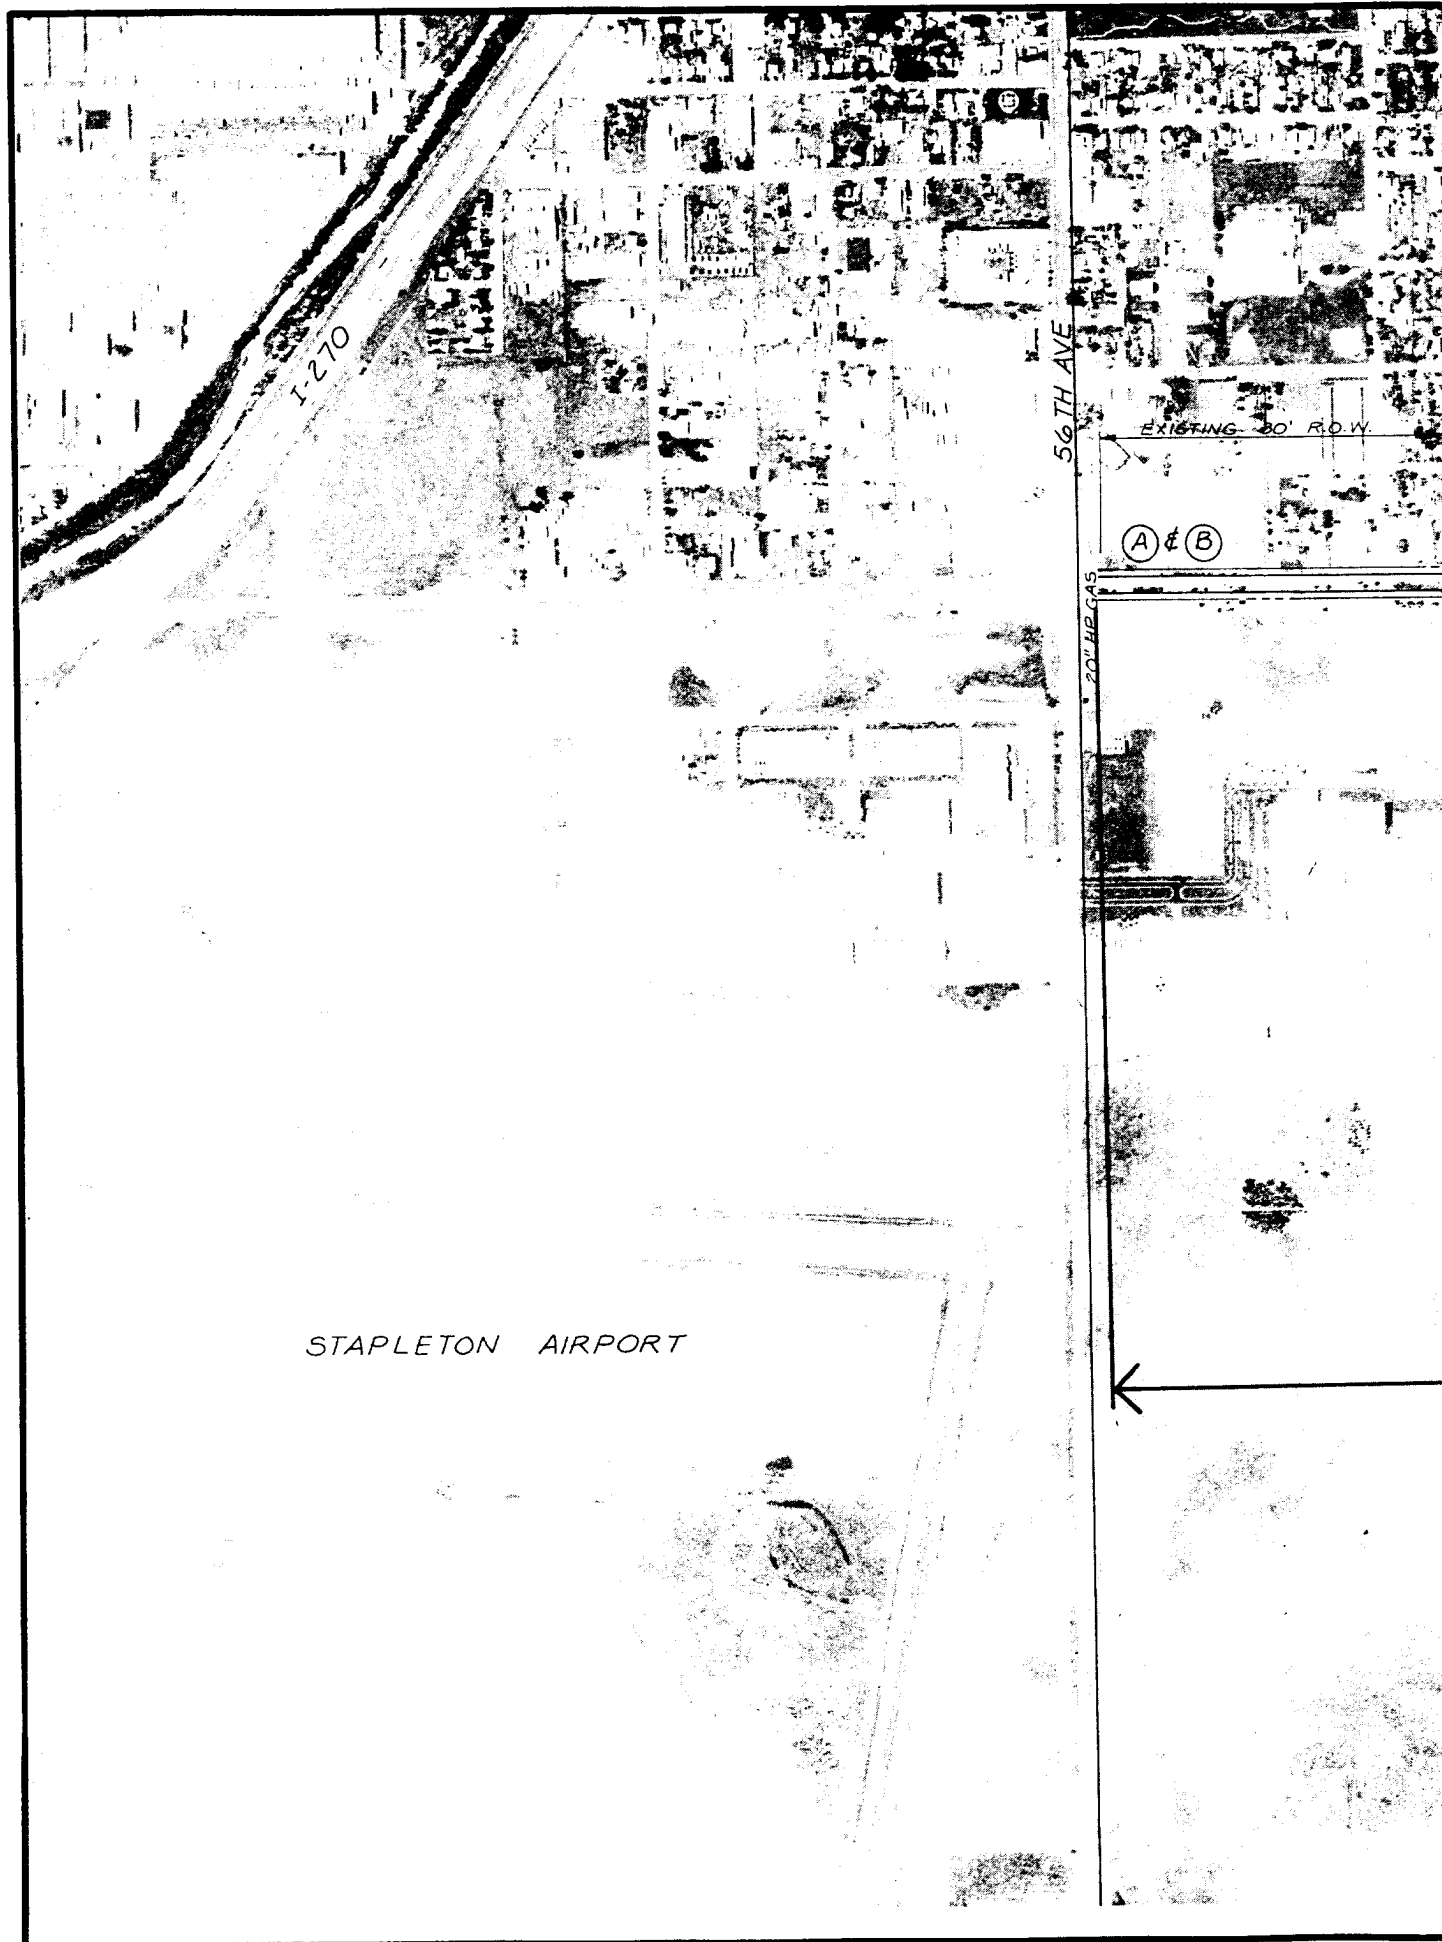 I-270
56TH AVE
EXISTING 80' R.O.W.
A & B
20" HP GAS
STAPLETON AIRPORT